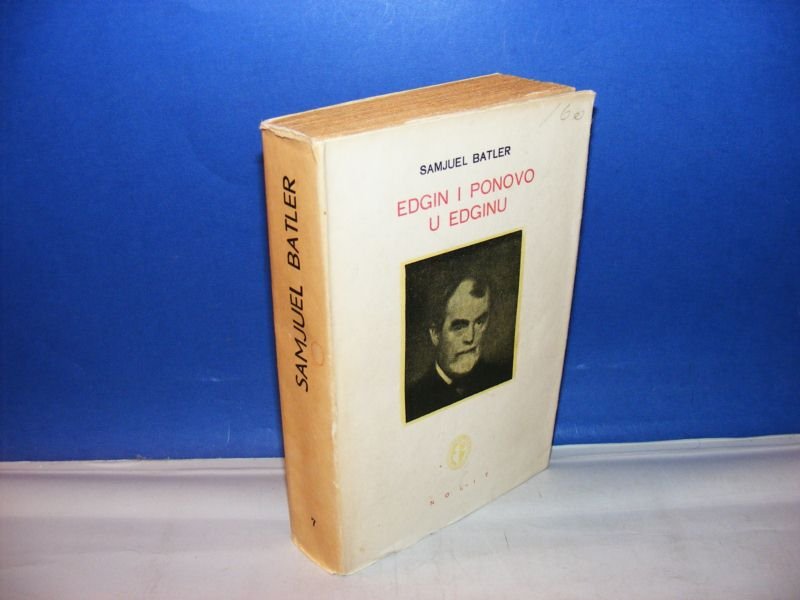 SAMJUEL BATLER
EDGIN I PONOVO
U EDGINU
NOLIT
SAMJUEL BATLER
7